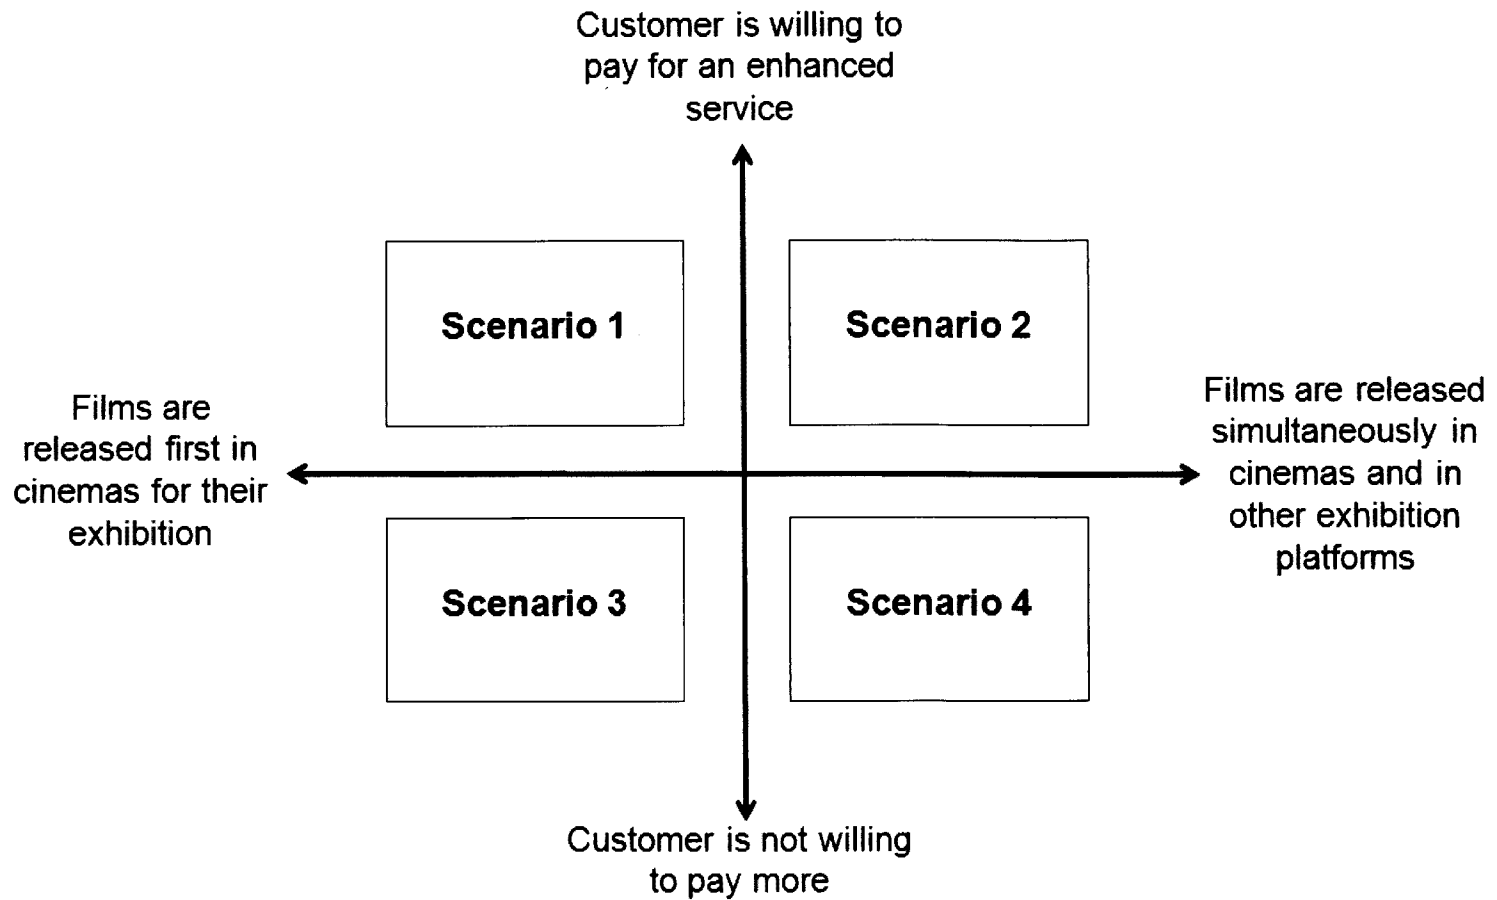 Customer is willing to
pay for an enhanced
service
Scenario 1
Scenario 2
Films are
released first in
cinemas for their
exhibition
Films are released
simultaneously in
cinemas and in
other exhibition
platforms
Scenario 3
Scenario 4
Customer is not willing
to pay more